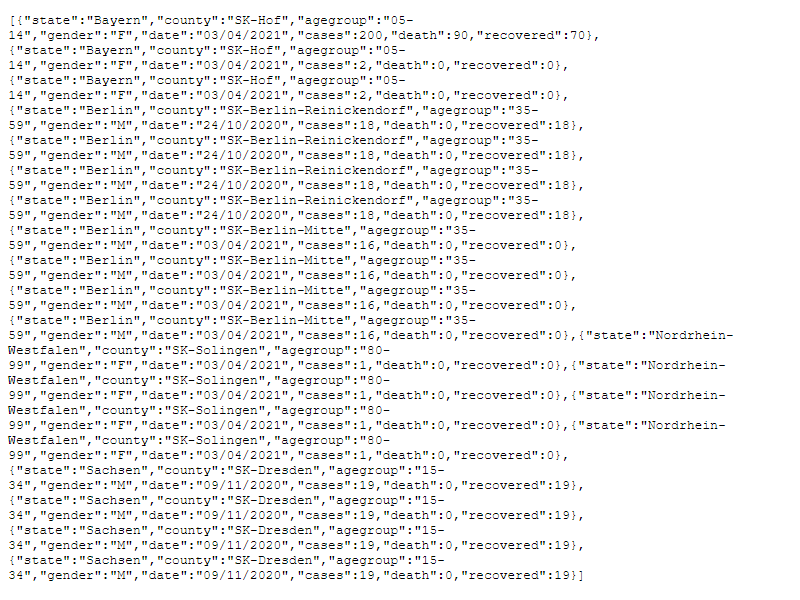 [{"state":"Bayern","county":"SK-Hof","agegroup":"05-
14","gender":"F","date":"03/04/2021","cases":200,"death":90,"recovered":70},
{"state":"Bayern","county":"SK-Hof","agegroup":"05-
14","gender":"F","date":"03/04/2021","cases":2,"death":0,"recovered":0},
{"state":"Bayern","county":"SK-Hof","agegroup":"05-
14","gender":"F","date":"03/04/2021","cases":2,"death":0,"recovered":0},
{"state":"Berlin","county":"SK-Berlin-Reinickendorf","agegroup":"35-
59","gender":"M","date":"24/10/2020","cases":18,"death":0,"recovered":18},
{"state":"Berlin","county":"SK-Berlin-Reinickendorf","agegroup":"35-
59","gender":"M","date":"24/10/2020","cases":18,"death":0,"recovered":18},
{"state":"Berlin","county":"SK-Berlin-Reinickendorf","agegroup":"35-
59","gender":"M","date":"24/10/2020","cases":18,"death":0,"recovered":18},
{"state":"Berlin","county":"SK-Berlin-Reinickendorf","agegroup":"35-
59","gender":"M","date":"24/10/2020","cases":18,"death":0,"recovered":18},
{"state":"Berlin","county":"SK-Berlin-Mitte","agegroup":"35-
59","gender":"M","date":"03/04/2021","cases":16,"death":0,"recovered":0},
{"state":"Berlin","county":"SK-Berlin-Mitte","agegroup":"35-
59","gender":"M","date":"03/04/2021","cases":16,"death":0,"recovered":0},
{"state":"Berlin","county":"SK-Berlin-Mitte","agegroup":"35-
59","gender":"M","date":"03/04/2021","cases":16,"death":0,"recovered":0},
{"state":"Berlin","county":"SK-Berlin-Mitte","agegroup":"35-
59","gender":"M","date":"03/04/2021","cases":16,"death":0,"recovered":0},{"state":"Nordrhein-
Westfalen","county":"SK-Solingen","agegroup":"80-
99","gender":"F","date":"03/04/2021","cases":1,"death":0,"recovered":0},{"state":"Nordrhein-
Westfalen","county":"SK-Solingen","agegroup":"80-
99","gender":"F","date":"03/04/2021","cases":1,"death":0,"recovered":0},{"state":"Nordrhein-
Westfalen","county":"SK-Solingen","agegroup":"80-
99","gender":"F","date":"03/04/2021","cases":1,"death":0,"recovered":0},{"state":"Nordrhein-
Westfalen","county":"SK-Solingen","agegroup":"80-
99","gender":"F","date":"03/04/2021","cases":1,"death":0,"recovered":0},
{"state":"Sachsen","county":"SK-Dresden","agegroup":"15-
34","gender":"M","date":"09/11/2020","cases":19,"death":0,"recovered":19},
{"state":"Sachsen","county":"SK-Dresden","agegroup":"15-
34","gender":"M","date":"09/11/2020","cases":19,"death":0,"recovered":19},
{"state":"Sachsen","county":"SK-Dresden","agegroup":"15-
34","gender":"M","date":"09/11/2020","cases":19,"death":0,"recovered":19},
{"state":"Sachsen","county":"SK-Dresden","agegroup":"15-
34","gender":"M","date":"09/11/2020","cases":19,"death":0,"recovered":19}]